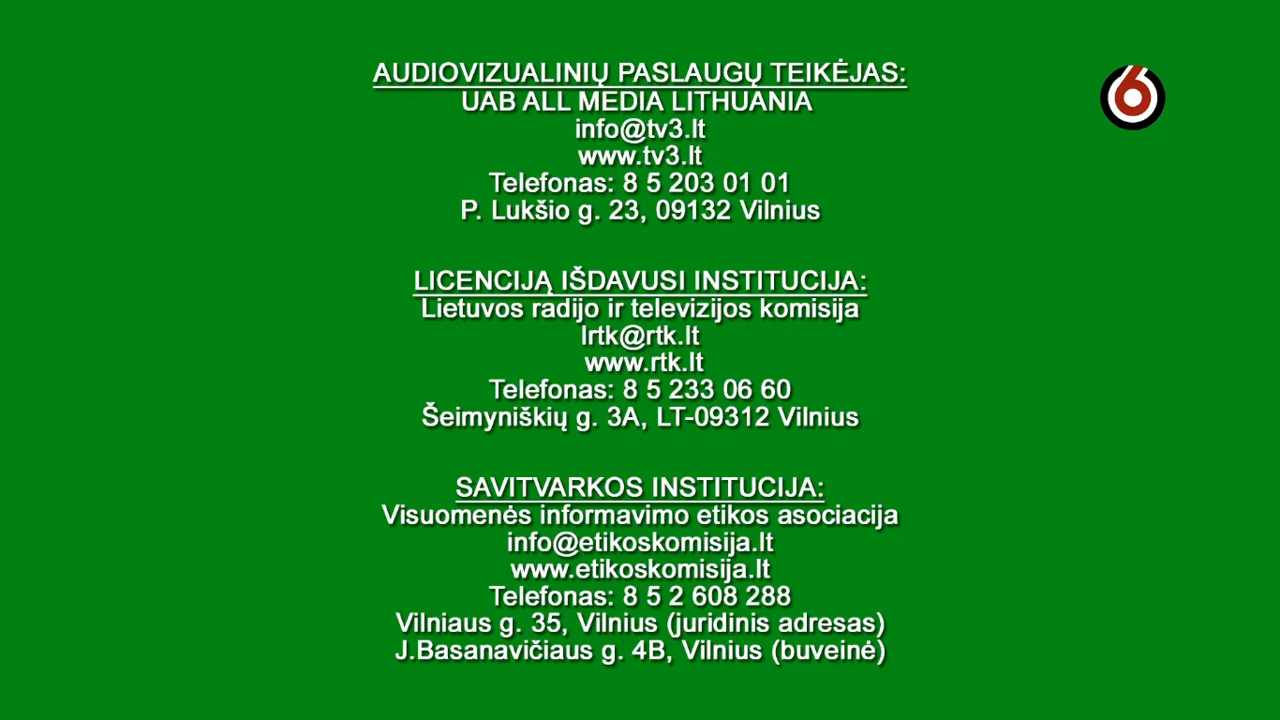 AUDIOVIZUALINIŲ PASLAUGŲ TEIKĖJAS:
UAB ALL MEDIA LITHUANIA
info@tv3.lt
www.tv3.lt
Telefonas: 8 5 203 01 01
P. Lukšio g. 23, 09132 Vilnius
LICENCIJĄ IŠDAVUSI INSTITUCIJA:
Lietuvos radijo ir televizijos komisija
lrtk@rtk.lt
www.rtk.lt
Telefonas: 8 5 233 06 60
Šeimyniškių g. 3A, LT-09312 Vilnius
SAVITVARKOS INSTITUCIJA:
Visuomenės informavimo etikos asociacija
info@etikoskomisija.lt
www.etikoskomisija.lt
Telefonas: 8 5 2 608 288
Vilniaus g. 35, Vilnius (juridinis adresas)
J.Basanavičiaus g. 4B, Vilnius (buveinė)
6